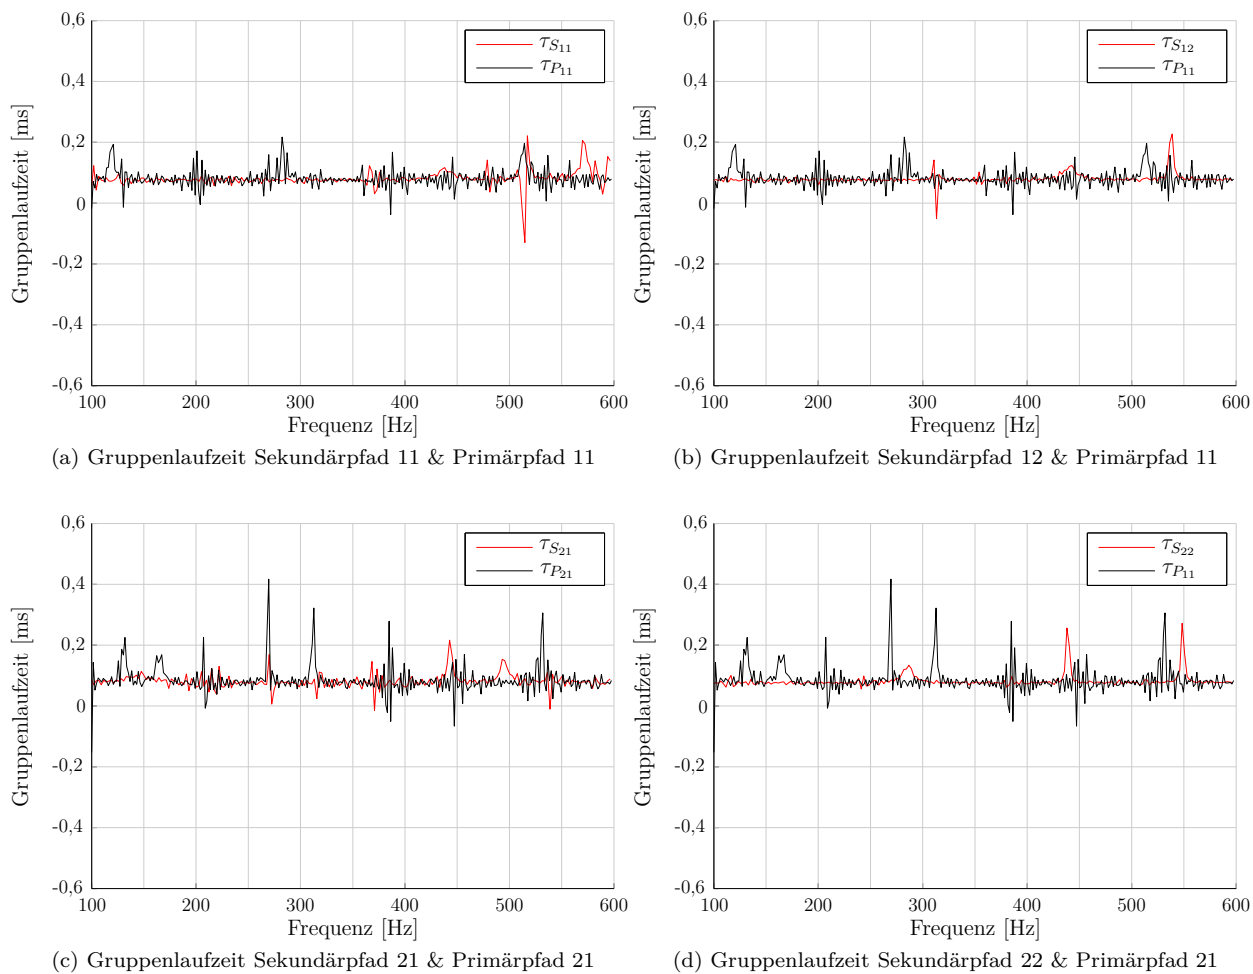 0,6
0,4
0,2
0
-0,2
-0,4
-0,6
100 200 300 400 500 600
Gruppenlaufzeit [ms]
Frequenz [Hz]
τS11
τP11
(a) Gruppenlaufzeit Sekundärpfad 11 & Primärpfad 11
0,6
0,4
0,2
0
-0,2
-0,4
-0,6
100 200 300 400 500 600
Gruppenlaufzeit [ms]
Frequenz [Hz]
τS12
τP11
(b) Gruppenlaufzeit Sekundärpfad 12 & Primärpfad 11
0,6
0,4
0,2
0
-0,2
-0,4
-0,6
100 200 300 400 500 600
Gruppenlaufzeit [ms]
Frequenz [Hz]
τS21
τP21
(c) Gruppenlaufzeit Sekundärpfad 21 & Primärpfad 21
0,6
0,4
0,2
0
-0,2
-0,4
-0,6
100 200 300 400 500 600
Gruppenlaufzeit [ms]
Frequenz [Hz]
τS22
τP11
(d) Gruppenlaufzeit Sekundärpfad 22 & Primärpfad 21